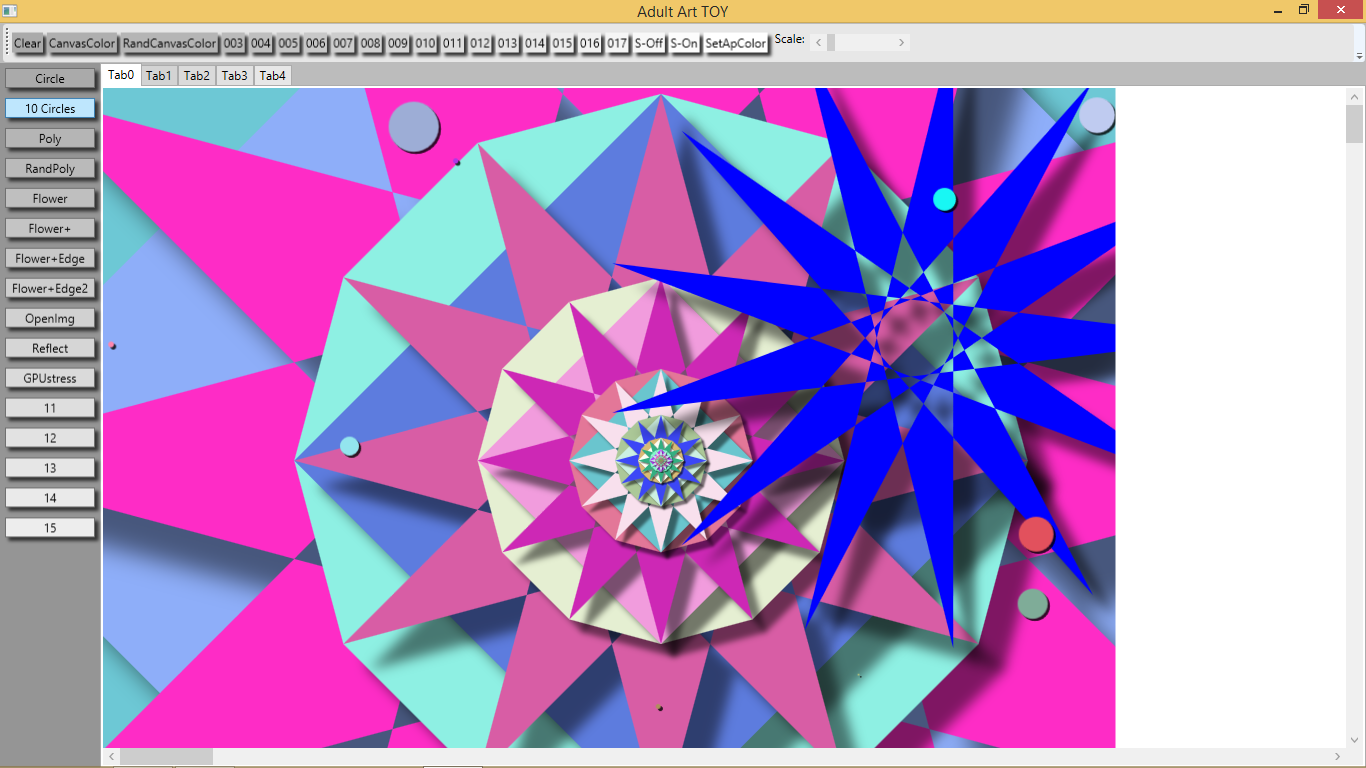 Adult Art TOY
Clear CanvasColor RandCanvasColor 003 004 005 006 007 008 009 010 011 012 013 014 015 016 017 S-Off S-On SetApColor Scale:
Tab0 Tab1 Tab2 Tab3 Tab4
Circle
10 Circles
Poly
RandPoly
Flower
Flower+
Flower+Edge
Flower+Edge2
OpenImg
Reflect
GPUstress
11
12
13
14
15